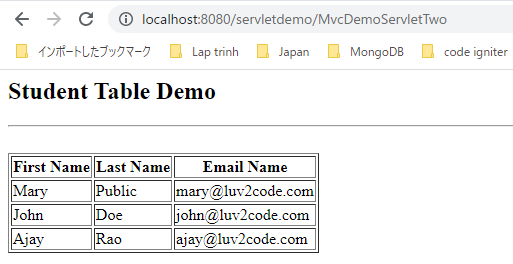 localhost:8080/servletdemo/MvcDemoServletTwo
インポートしたブックマーク Lap trinh Japan MongoDB code igniter
Student Table Demo
First Name Last Name Email Name
Mary Public mary@luv2code.com
John Doe john@luv2code.com
Ajay Rao ajay@luv2code.com